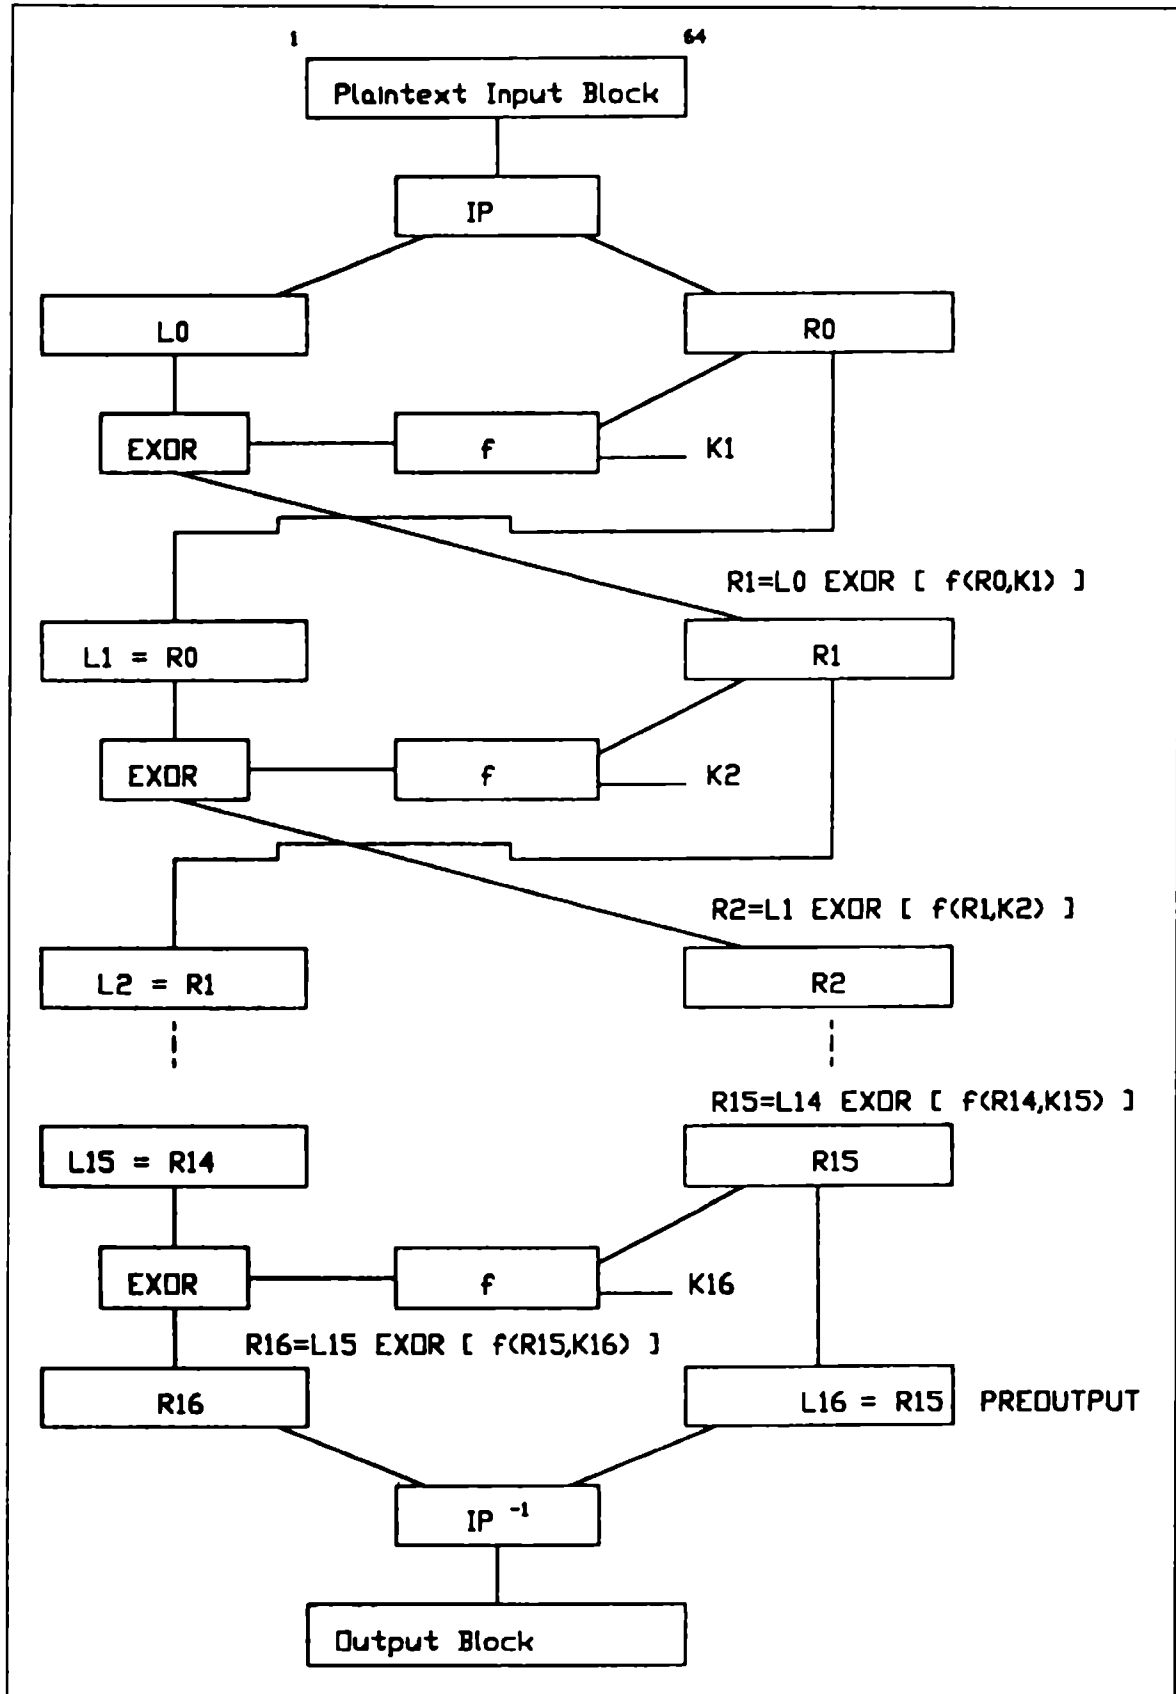 1 64
Plaintext Input Block
IP
L0 R0
EXOR f K1
R1=L0 EXOR [ f(R0,K1) ]
L1 = R0 R1
EXOR f K2
R2=L1 EXOR [ f(R1,K2) ]
L2 = R1 R2
R15=L14 EXOR [ f(R14,K15) ]
L15 = R14 R15
EXOR f K16
R16=L15 EXOR [ f(R15,K16) ]
R16 L16 = R15 PREOUTPUT
IP -1
Output Block